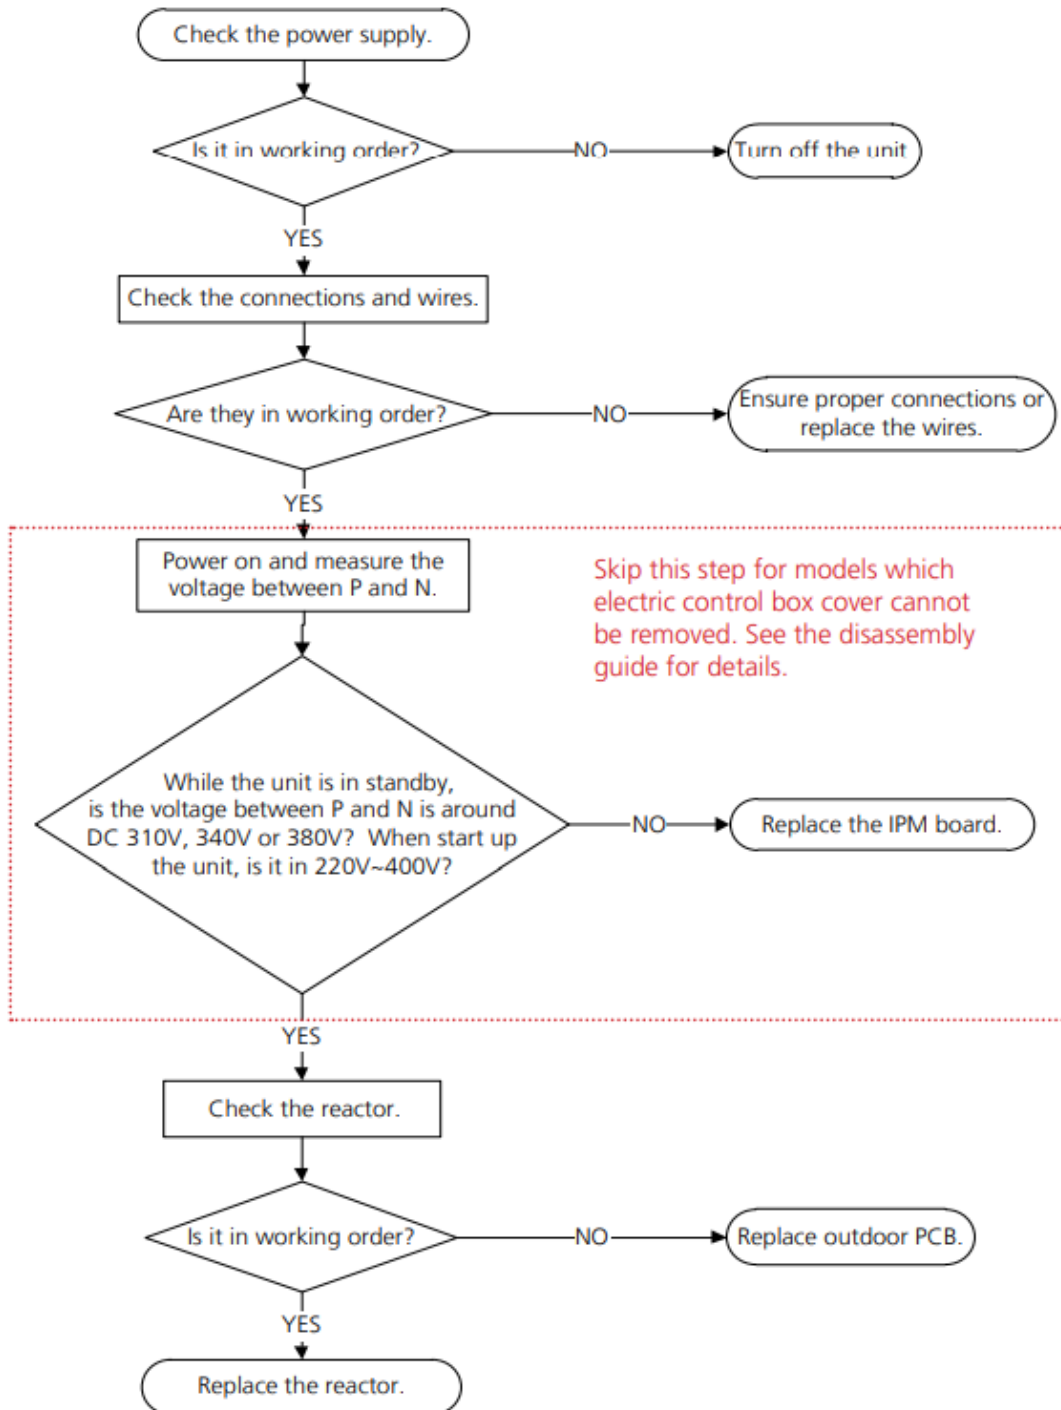 Check the power supply.
Is it in working order?
NO
Turn off the unit
YES
Check the connections and wires.
Are they in working order?
NO
Ensure proper connections or
replace the wires.
YES
Power on and measure the
voltage between P and N.
Skip this step for models which
electric control box cover cannot
be removed. See the disassembly
guide for details.
While the unit is in standby,
is the voltage between P and N is around
DC 310V, 340V or 380V? When start up
the unit, is it in 220V~400V?
NO
Replace the IPM board.
YES
Check the reactor.
Is it in working order?
NO
Replace outdoor PCB.
YES
Replace the reactor.